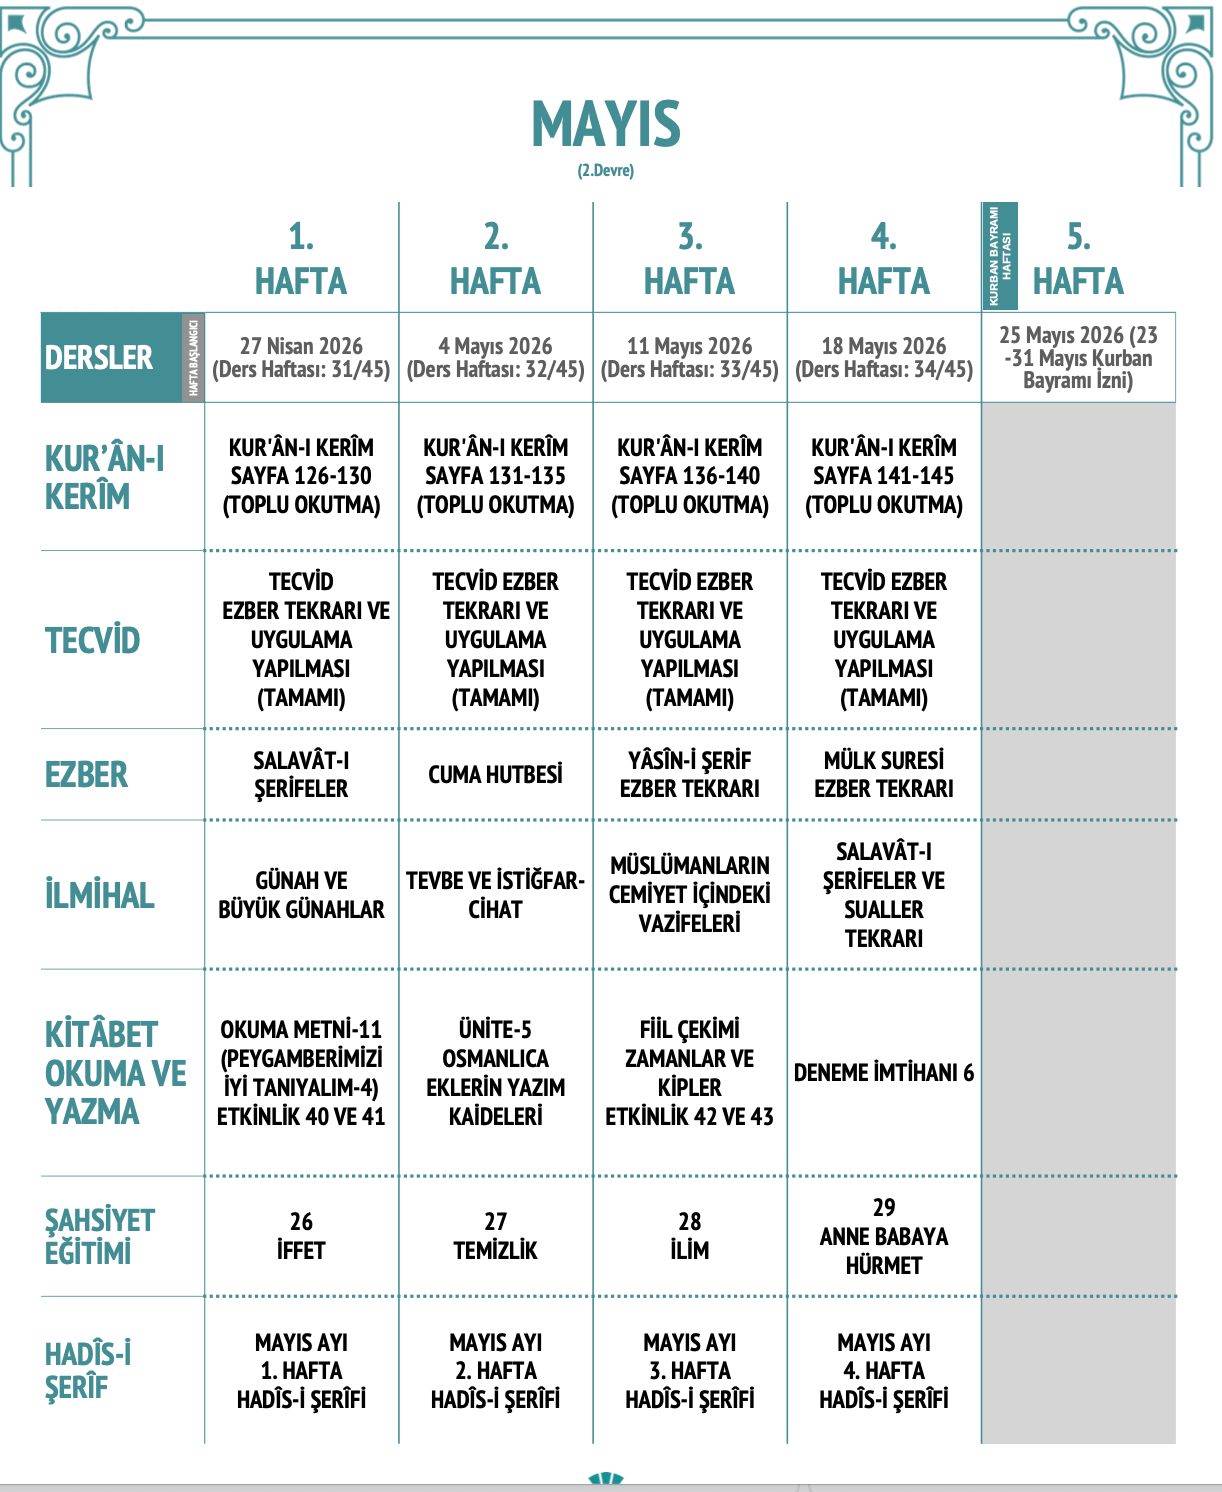 MAYIS
(2.Devre)
1.
HAFTA
2.
HAFTA
3.
HAFTA
4.
HAFTA
KURBAN BAYRAMI
HAFTASI
5.
HAFTA
DERSLER
HAFTA BAŞLANGICI
27 Nisan 2026
(Ders Haftası: 31/45)
4 Mayıs 2026
(Ders Haftası: 32/45)
11 Mayıs 2026
(Ders Haftası: 33/45)
18 Mayıs 2026
(Ders Haftası: 34/45)
25 Mayıs 2026 (23
-31 Mayıs Kurban
Bayramı İzni)
KUR’ÂN-I
KERÎM
KUR'ÂN-I KERÎM
SAYFA 126-130
(TOPLU OKUTMA)
KUR'ÂN-I KERÎM
SAYFA 131-135
(TOPLU OKUTMA)
KUR'ÂN-I KERÎM
SAYFA 136-140
(TOPLU OKUTMA)
KUR'ÂN-I KERÎM
SAYFA 141-145
(TOPLU OKUTMA)
TECVİD
TECVİD
EZBER TEKRARI VE
UYGULAMA
YAPILMASI
(TAMAMI)
TECVİD EZBER
TEKRARI VE
UYGULAMA
YAPILMASI
(TAMAMI)
TECVİD EZBER
TEKRARI VE
UYGULAMA
YAPILMASI
(TAMAMI)
TECVİD EZBER
TEKRARI VE
UYGULAMA
YAPILMASI
(TAMAMI)
EZBER
SALAVÂT-I
ŞERİFELER
CUMA HUTBESİ
YÂSÎN-İ ŞERİF
EZBER TEKRARI
MÜLK SURESİ
EZBER TEKRARI
İLMİHAL
GÜNAH VE
BÜYÜK GÜNAHLAR
TEVBE VE İSTİĞFAR-
CİHAT
MÜSLÜMANLARIN
CEMİYET İÇİNDEKİ
VAZİFELERİ
SALAVÂT-I
ŞERİFELER VE
SUALLER
TEKRARI
KİTÂBET
OKUMA VE
YAZMA
OKUMA METNİ-11
(PEYGAMBERİMİZİ
İYİ TANIYALIM-4)
ETKİNLİK 40 VE 41
ÜNİTE-5
OSMANLICA
EKLERİN YAZIM
KAİDELERİ
FİİL ÇEKİMİ
ZAMANLAR VE
KİPLER
ETKİNLİK 42 VE 43
DENEME İMTİHANI 6
ŞAHSİYET
EĞİTİMİ
26
İFFET
27
TEMİZLİK
28
İLİM
29
ANNE BABAYA
HÜRMET
HADÎS-İ
ŞERÎF
MAYIS AYI
1. HAFTA
HADÎS-İ ŞERÎFİ
MAYIS AYI
2. HAFTA
HADÎS-İ ŞERÎFİ
MAYIS AYI
3. HAFTA
HADÎS-İ ŞERÎFİ
MAYIS AYI
4. HAFTA
HADÎS-İ ŞERÎFİ